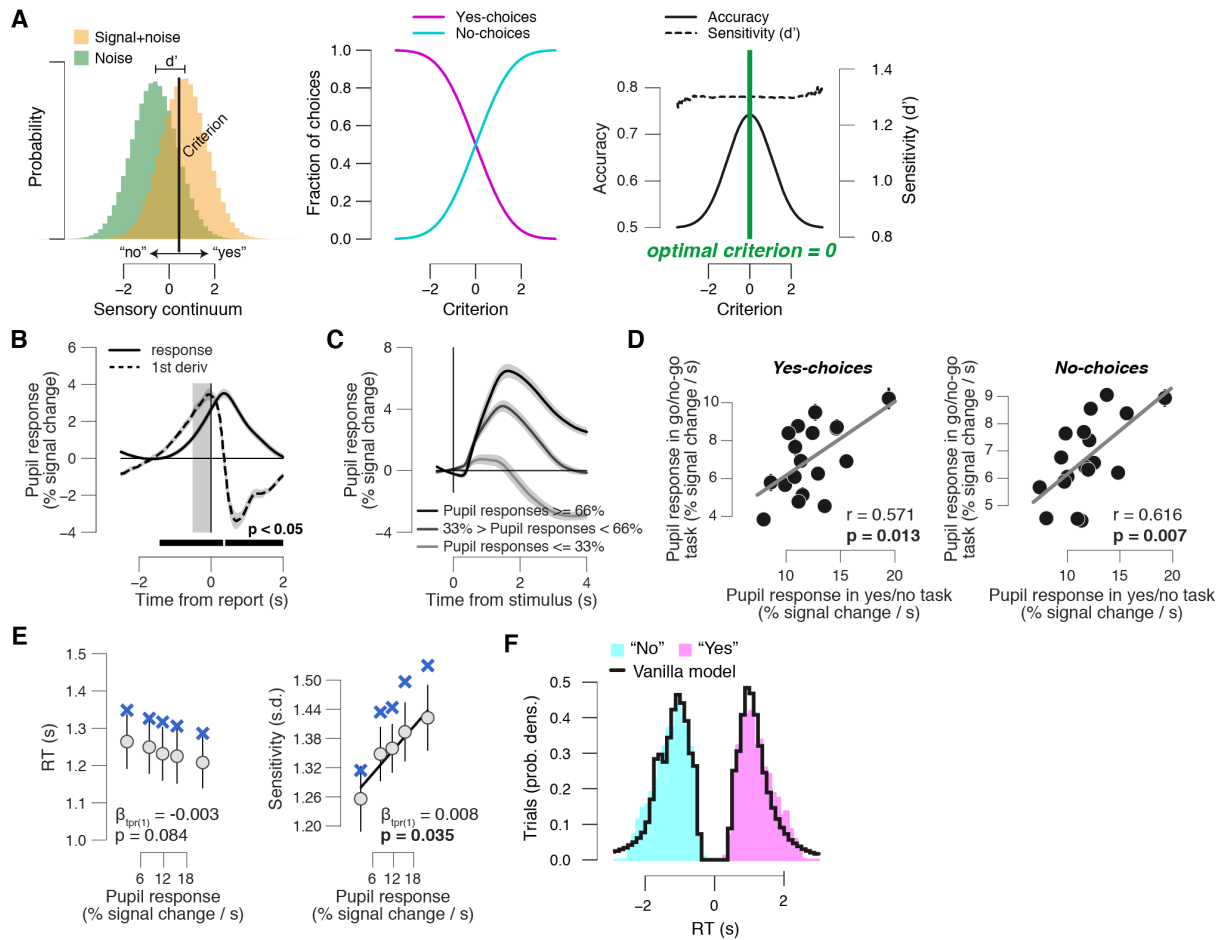 A
Signal+noise
Noise
d’
Criterion
Probability
“no” “yes”
−2 0 2
Sensory continuum
Yes-choices
No-choices
Fraction of choices
1.0
0.8
0.6
0.4
0.2
0.0
−2 0 2
Criterion
Accuracy
Sensitivity (d’)
Accuracy
0.8
0.7
0.6
0.5
1.4
1.2
1.0
0.8
Sensitivity (d’)
optimal criterion = 0
−2 0 2
Criterion
B
Pupil response
(% signal change)
6
4
2
0
−2
−4
response
1st deriv
p < 0.05
−2 0 2
Time from report (s)
C
Pupil response
(% signal change)
8
4
0
−4
Pupil responses >= 66%
33% > Pupil responses < 66%
Pupil responses <= 33%
0 2 4
Time from stimulus (s)
D
Yes-choices
Pupil response in go/no-go
task (% signal change / s)
10
8
6
4
r = 0.571
p = 0.013
10 15 20
Pupil response in yes/no task
(% signal change / s)
No-choices
Pupil response in go/no-go
task (% signal change / s)
9
8
7
6
5
r = 0.616
p = 0.007
10 15 20
Pupil response in yes/no task
(% signal change / s)
E
RT (s)
1.5
1.4
1.3
1.2
1.1
1.0
βtpr(1) = -0.003
p = 0.084
6 12 18
Pupil response
(% signal change / s)
Sensitivity (s.d.)
1.50
1.44
1.38
1.32
1.26
1.20
βtpr(1) = 0.008
p = 0.035
6 12 18
Pupil response
(% signal change / s)
F
“No” “Yes”
Vanilla model
Trials (prob. dens.)
0.5
0.4
0.3
0.2
0.1
0.0
−2 0 2
RT (s)